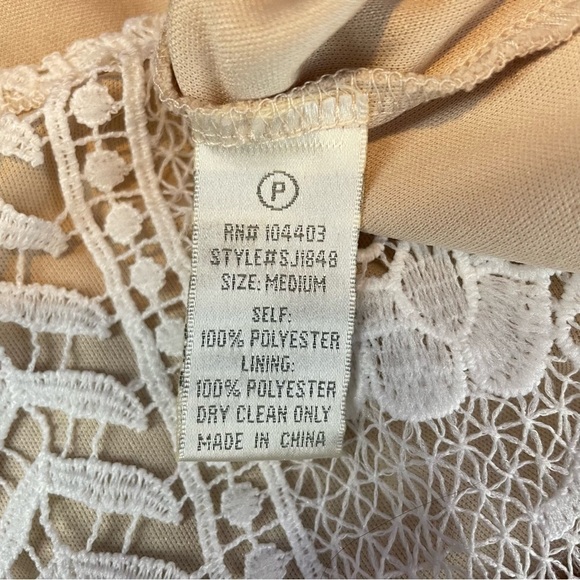 P
RN# 104403
STYLE#SJ1848
SIZE: MEDIUM
SELF:
100% POLYESTER
LINING:
100% POLYESTER
DRY CLEAN ONLY
MADE IN CHINA